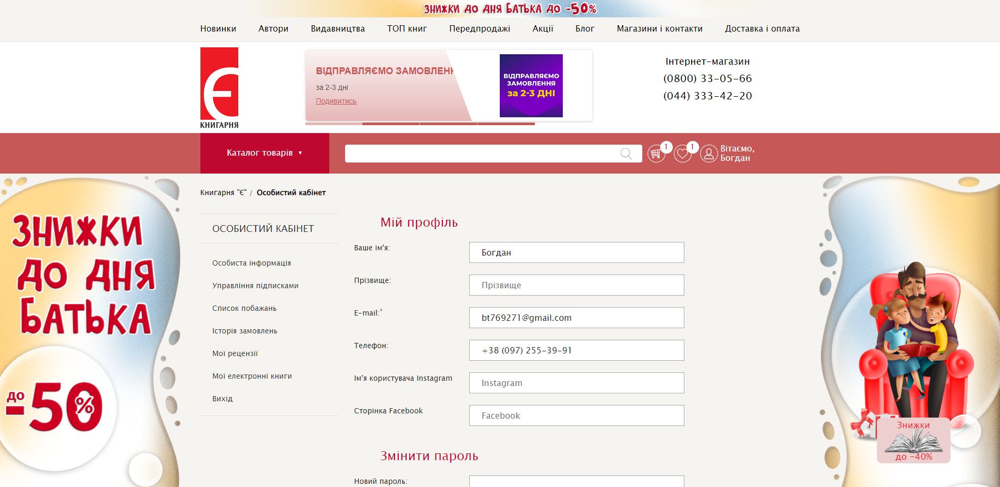 ЗНИЖКИ ДО ДНЯ БАТЬКА ДО -50%
Новинки Автори Видавництва ТОП книг Передпродажі Акції Блог Магазини і контакти Доставка і оплата
Є
КНИГАРНЯ
ВІДПРАВЛЯЄМО ЗАМОВЛЕНН
за 2-3 дні
Подивитись
ВІДПРАВЛЯЄМО
ЗАМОВЛЕННЯ
за 2-3 ДНІ
Інтернет-магазин
(0800) 33-05-66
(044) 333-42-20
Каталог товарів ▼
1
1
Вітаємо,
Богдан
Книгарня "Є" / Особистий кабінет
ЗНИЖКИ
ДО ДНЯ
БАТЬКА
ДО
-50%
ОСОБИСТИЙ КАБІНЕТ
Особиста інформація
Управління підписками
Список побажань
Історія замовлень
Мої рецензії
Мої електронні книги
Вихід
Мій профіль
Ваше ім'я: Богдан
Прізвище: Прізвище
E-mail:* bt769271@gmail.com
Телефон: +38 (097) 255-39-91
Ім'я користувача Instagram Instagram
Сторінка Facebook Facebook
Змінити пароль
Новий пароль:
Знижки
до -40%